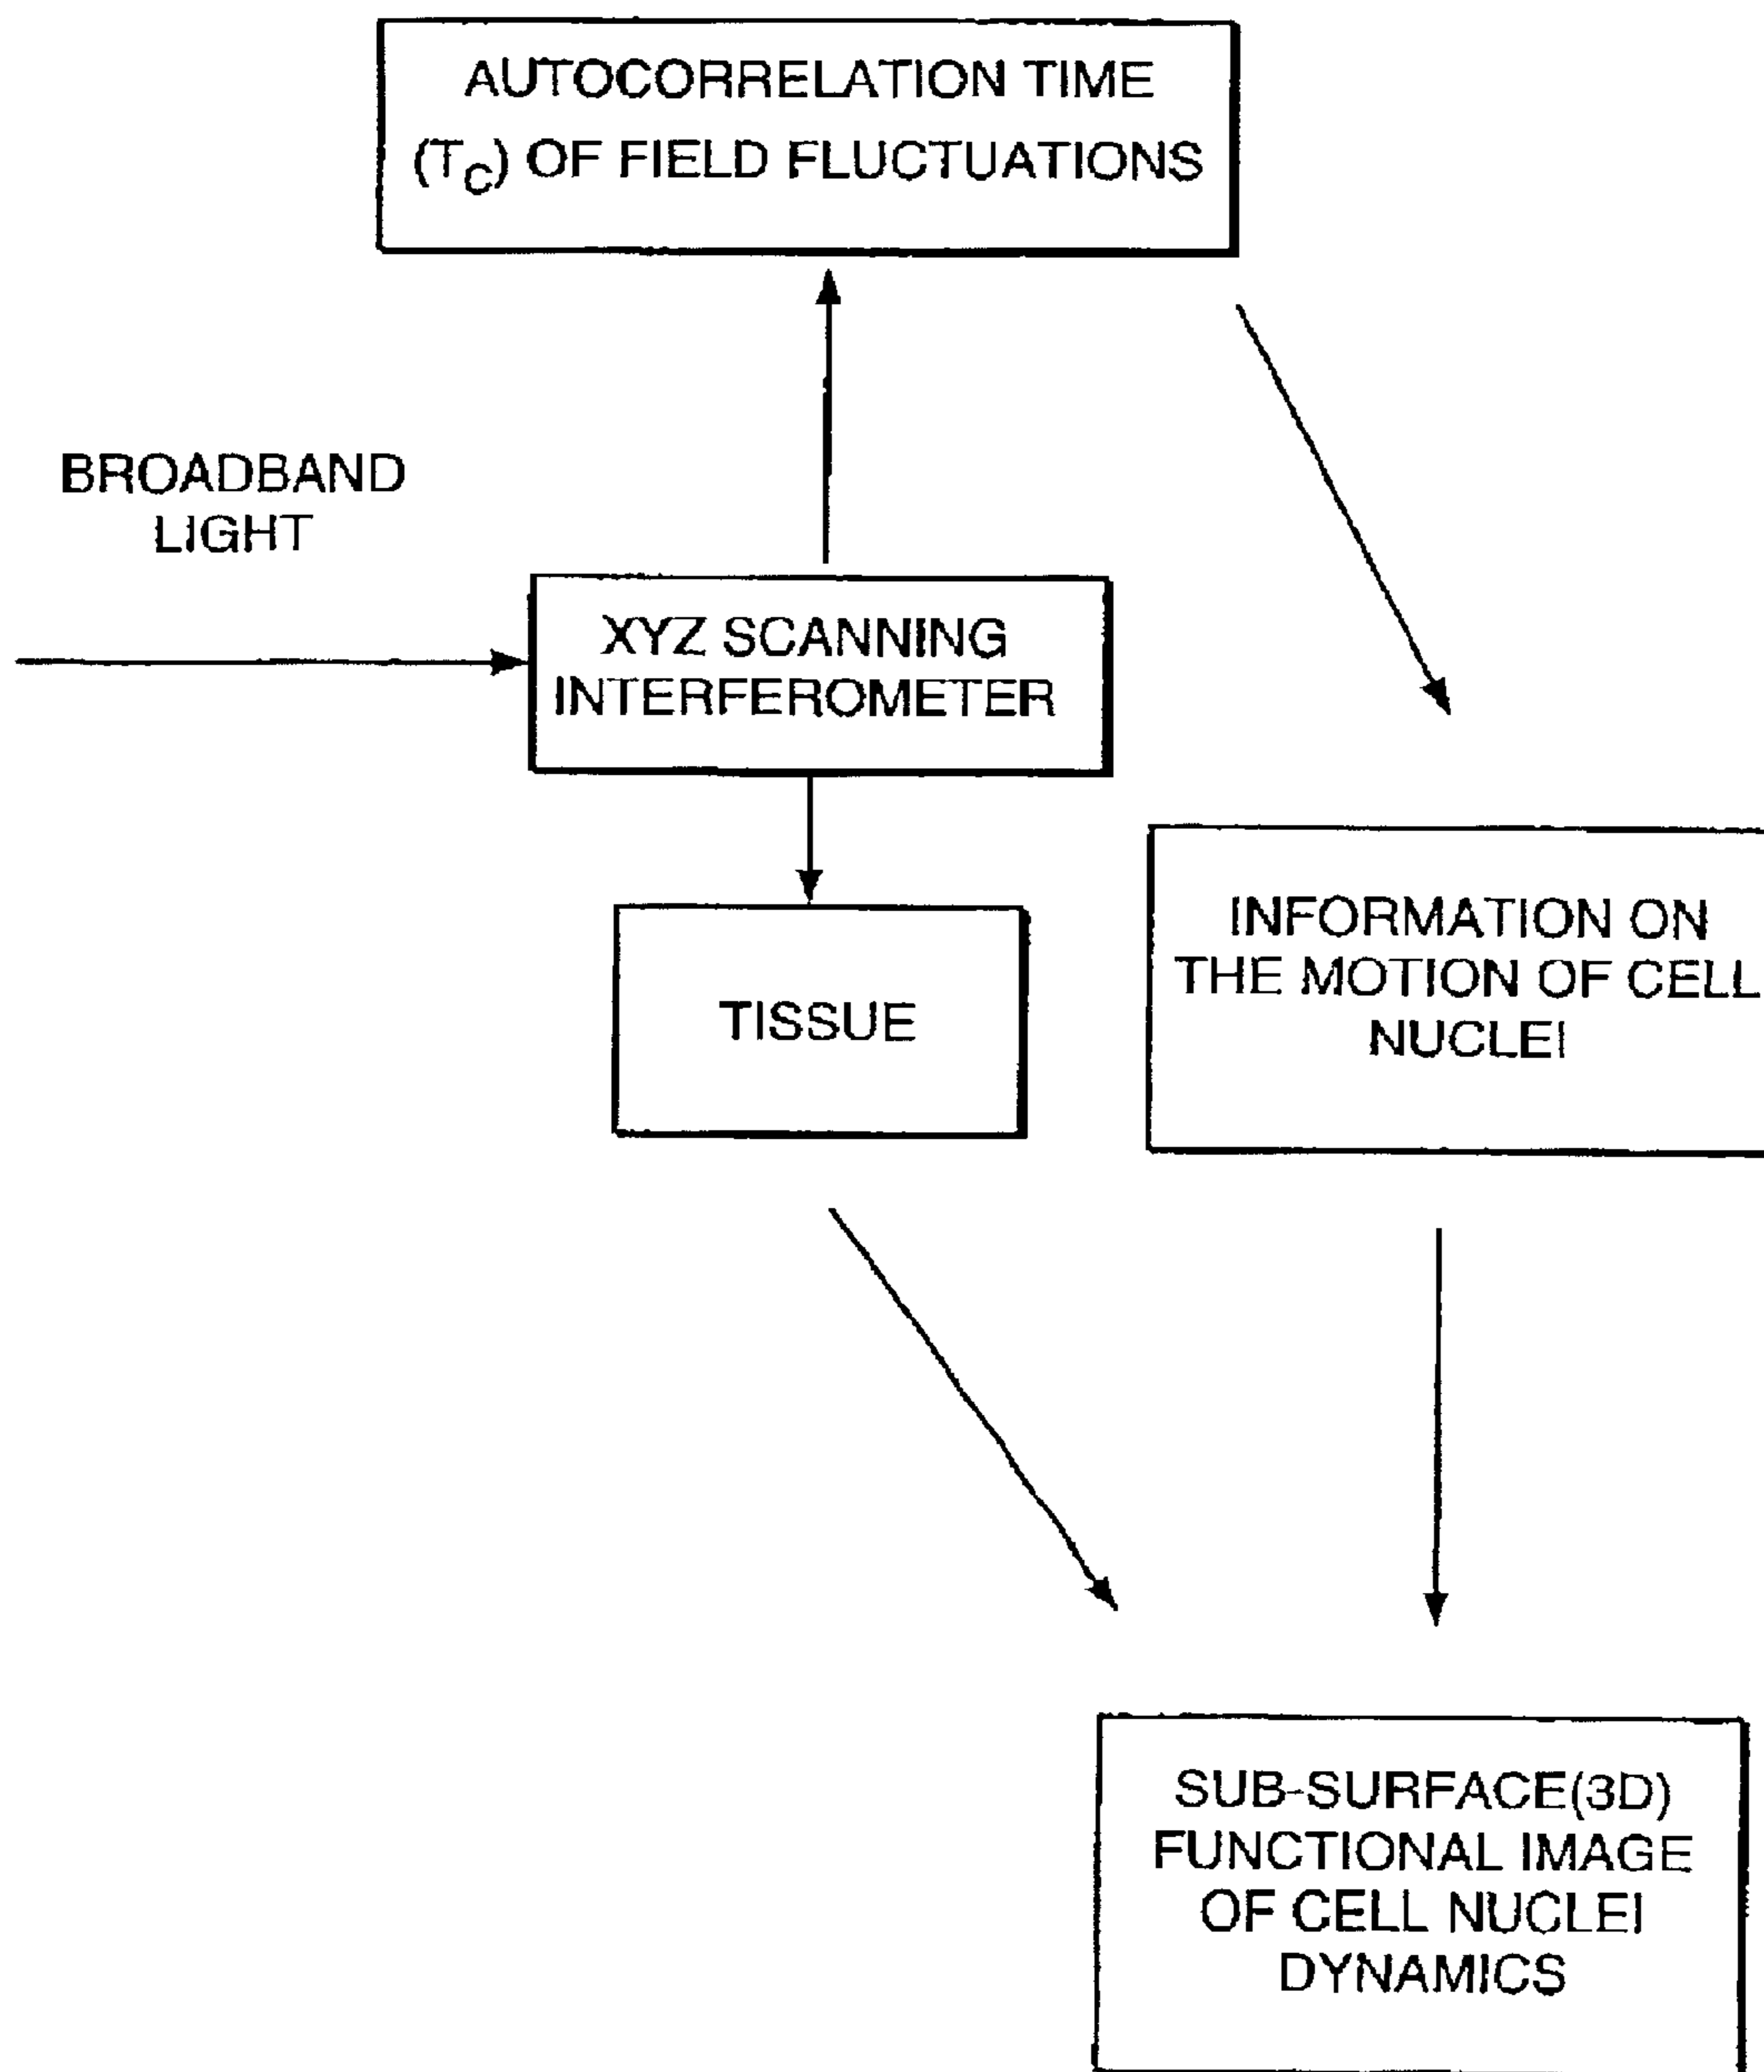 AUTOCORRELATION TIME
(TC) OF FIELD FLUCTUATIONS
BROADBAND
LIGHT
XYZ SCANNING
INTERFEROMETER
TISSUE
INFORMATION ON
THE MOTION OF CELL
NUCLEI
SUB-SURFACE(3D)
FUNCTIONAL IMAGE
OF CELL NUCLEI
DYNAMICS